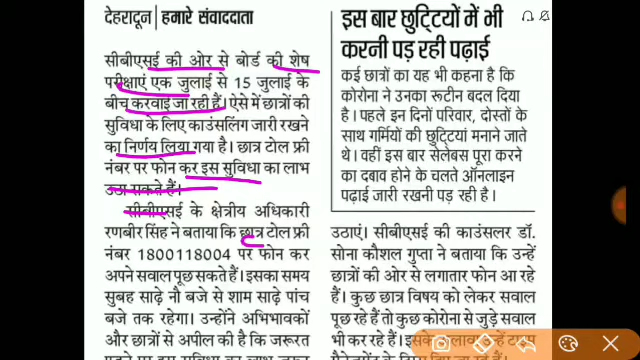 देहरादून | हमारे संवाददाता
सीबीएसई की ओर से बोर्ड की शेष
परीक्षाएं एक जुलाई से 15 जुलाई के
बीच करवाई जा रही हैं। ऐसे में छात्रों की
सुविधा के लिए काउंसलिंग जारी रखने
का निर्णय लिया गया है। छात्र टोल फ्री
नंबर पर फोन कर इस सुविधा का लाभ
उठा सकते हैं।
सीबीएसई के क्षेत्रीय अधिकारी
रणबीर सिंह ने बताया कि छात्र टोल फ्री
नंबर 1800118004 पर फोन कर
अपने सवाल पूछ सकते हैं। इसका समय
सुबह साढ़े नौ बजे से शाम साढ़े पांच
बजे तक रहेगा। उन्होंने अभिभावकों
और छात्रों से अपील की है कि जरूरत
इस बार छुट्टियों में भी
करनी पड़ रही पढ़ाई
कई छात्रों का यह भी कहना है कि
कोरोना ने उनका रूटीन बदल दिया
है। पहले इन दिनों परिवार, दोस्तों के
साथ गर्मियों की छुट्टियां मनाने जाते
थे। वहीं इस बार सेलेबस पूरा करने
का दबाव होने के चलते ऑनलाइन
पढ़ाई जारी रखनी पड़ रही है।
उठाएं। सीबीएसई की काउंसलर डॉ.
सोना कौशल गुप्ता ने बताया कि उन्हें
छात्रों की ओर से लगातार फोन आ रहे
हैं। कुछ छात्र विषय को लेकर सवाल
पूछ रहे हैं तो कुछ कोरोना से जुड़े सवाल
भी कर रहे हैं।